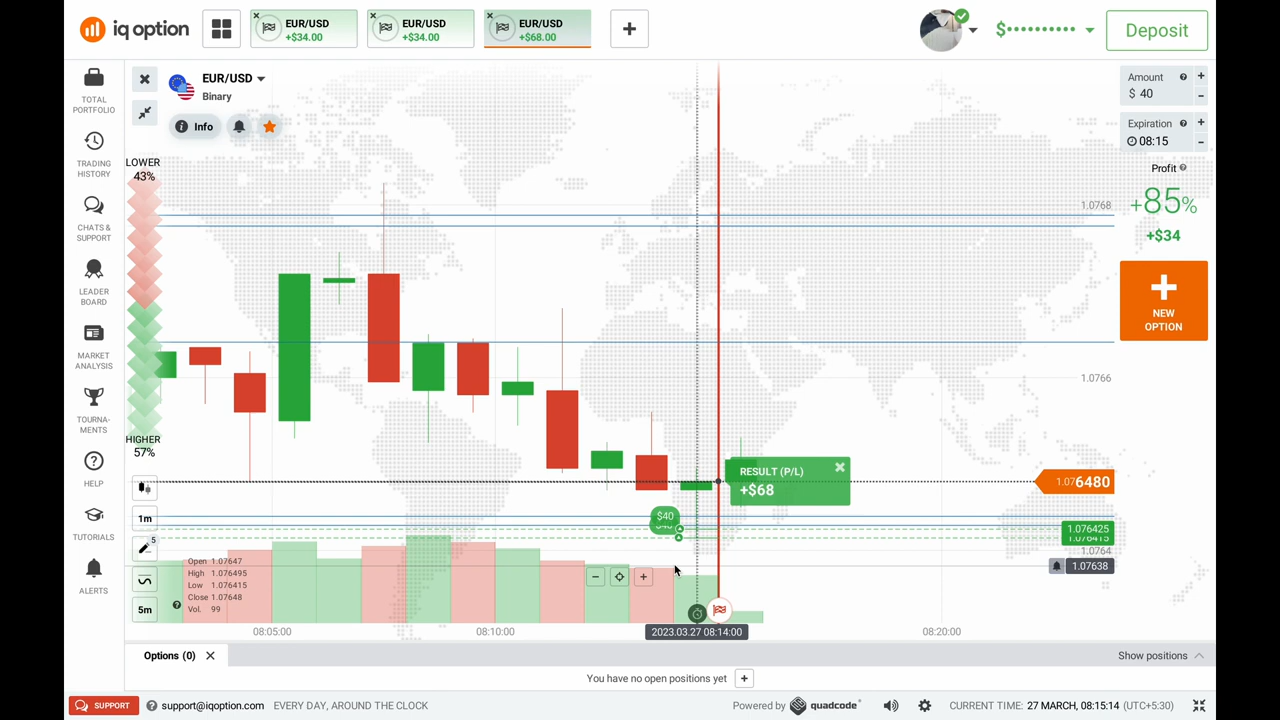 iq option
EUR/USD
+$34.00
EUR/USD
+$34.00
EUR/USD
+$68.00
$••••••••••
Deposit
TOTAL
PORTFOLIO
TRADING
HISTORY
CHATS &
SUPPORT
LEADER
BOARD
MARKET
ANALYSIS
TOURNA-
MENTS
HELP
TUTORIALS
ALERTS
EUR/USD
Binary
Info
LOWER
43%
HIGHER
57%
1m
5
5m
Open 1.07647
High 1.076495
Low 1.076415
Close 1.07648
Vol. 99
RESULT (P/L)
+$68
$40
1.0768
1.0766
1.076480
1.076425
1.076415
1.0764
1.07638
08:05:00
08:10:00
2023.03.27 08:14:00
08:20:00
Amount
$ 40
Expiration
08:15
Profit
+85%
+$34
NEW
OPTION
Options (0)
Show positions
You have no open positions yet
SUPPORT
support@iqoption.com
EVERY DAY, AROUND THE CLOCK
Powered by quadcode
CURRENT TIME: 27 MARCH, 08:15:14 (UTC+5:30)